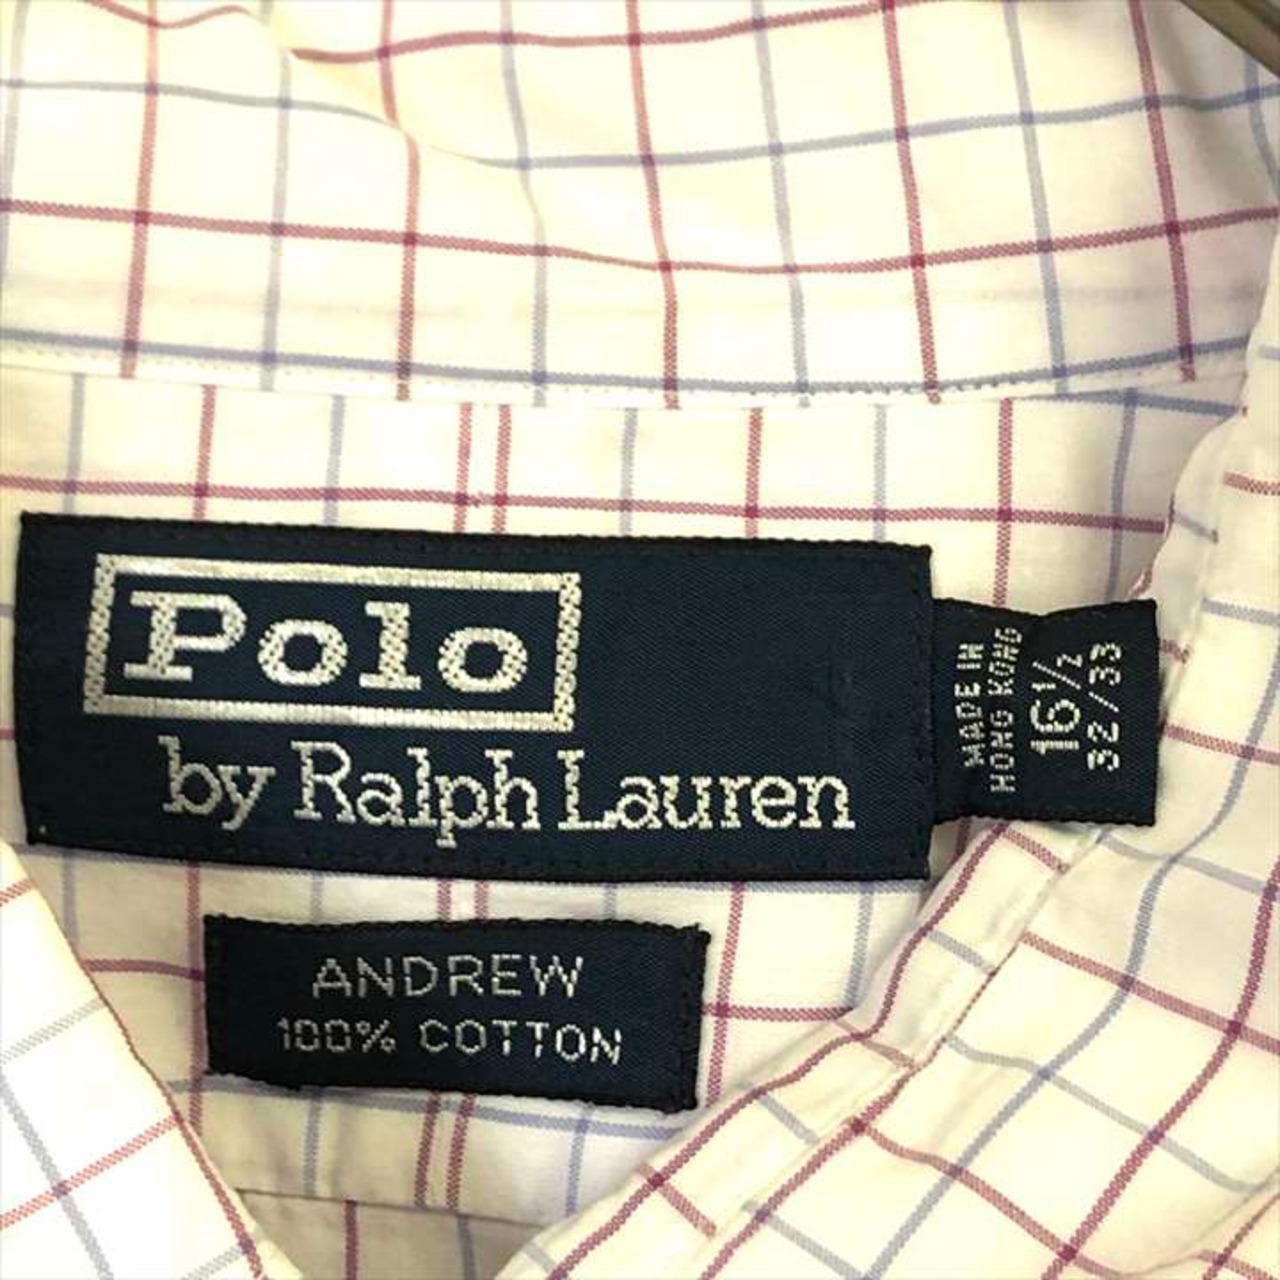 Polo
by Ralph Lauren
MADE IN
HONG KONG
16½
32/33
ANDREW
100% COTTON